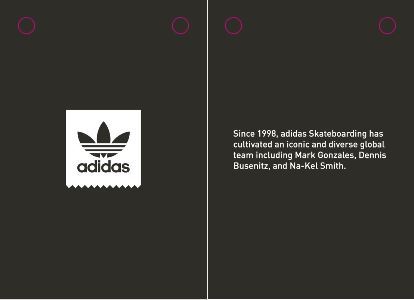 adidas
Since 1998, adidas Skateboarding has
cultivated an iconic and diverse global
team including Mark Gonzales, Dennis
Busenitz, and Na-Kel Smith.